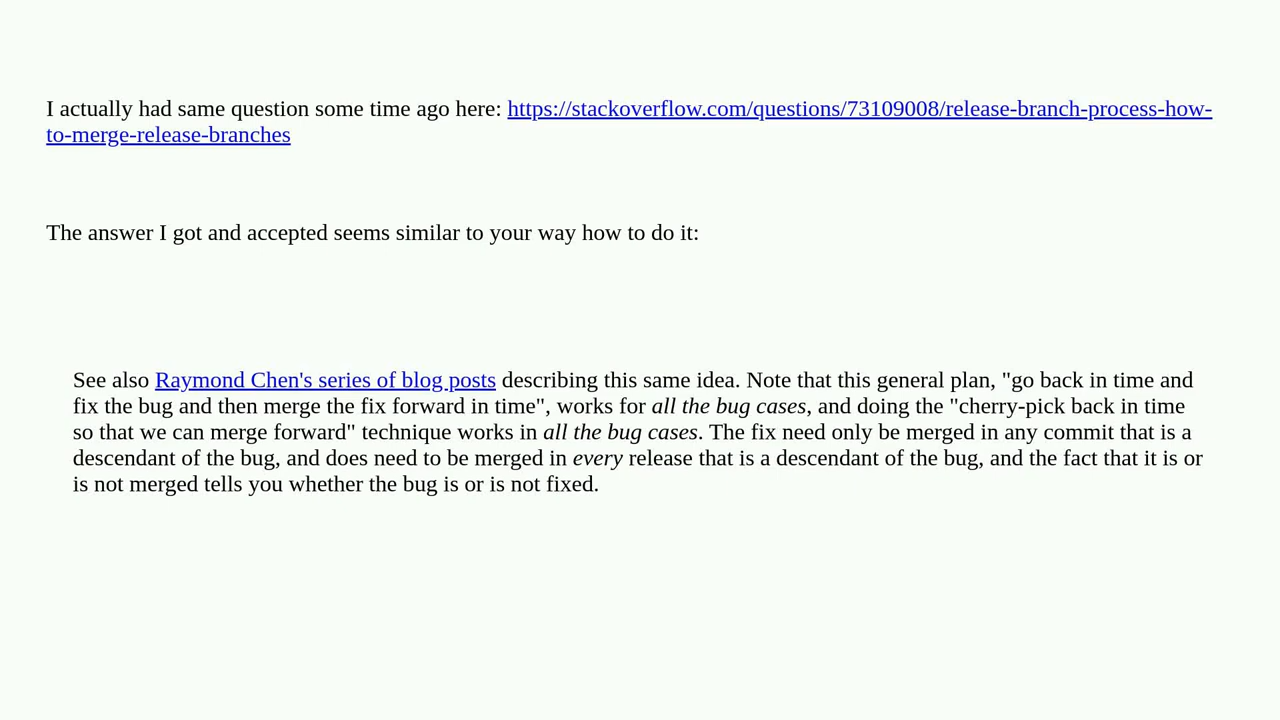 I actually had same question some time ago here: https://stackoverflow.com/questions/73109008/release-branch-process-how-
to-merge-release-branches
The answer I got and accepted seems similar to your way how to do it:
See also Raymond Chen's series of blog posts describing this same idea. Note that this general plan, "go back in time and
fix the bug and then merge the fix forward in time", works for all the bug cases, and doing the "cherry-pick back in time
so that we can merge forward" technique works in all the bug cases. The fix need only be merged in any commit that is a
descendant of the bug, and does need to be merged in every release that is a descendant of the bug, and the fact that it is or
is not merged tells you whether the bug is or is not fixed.